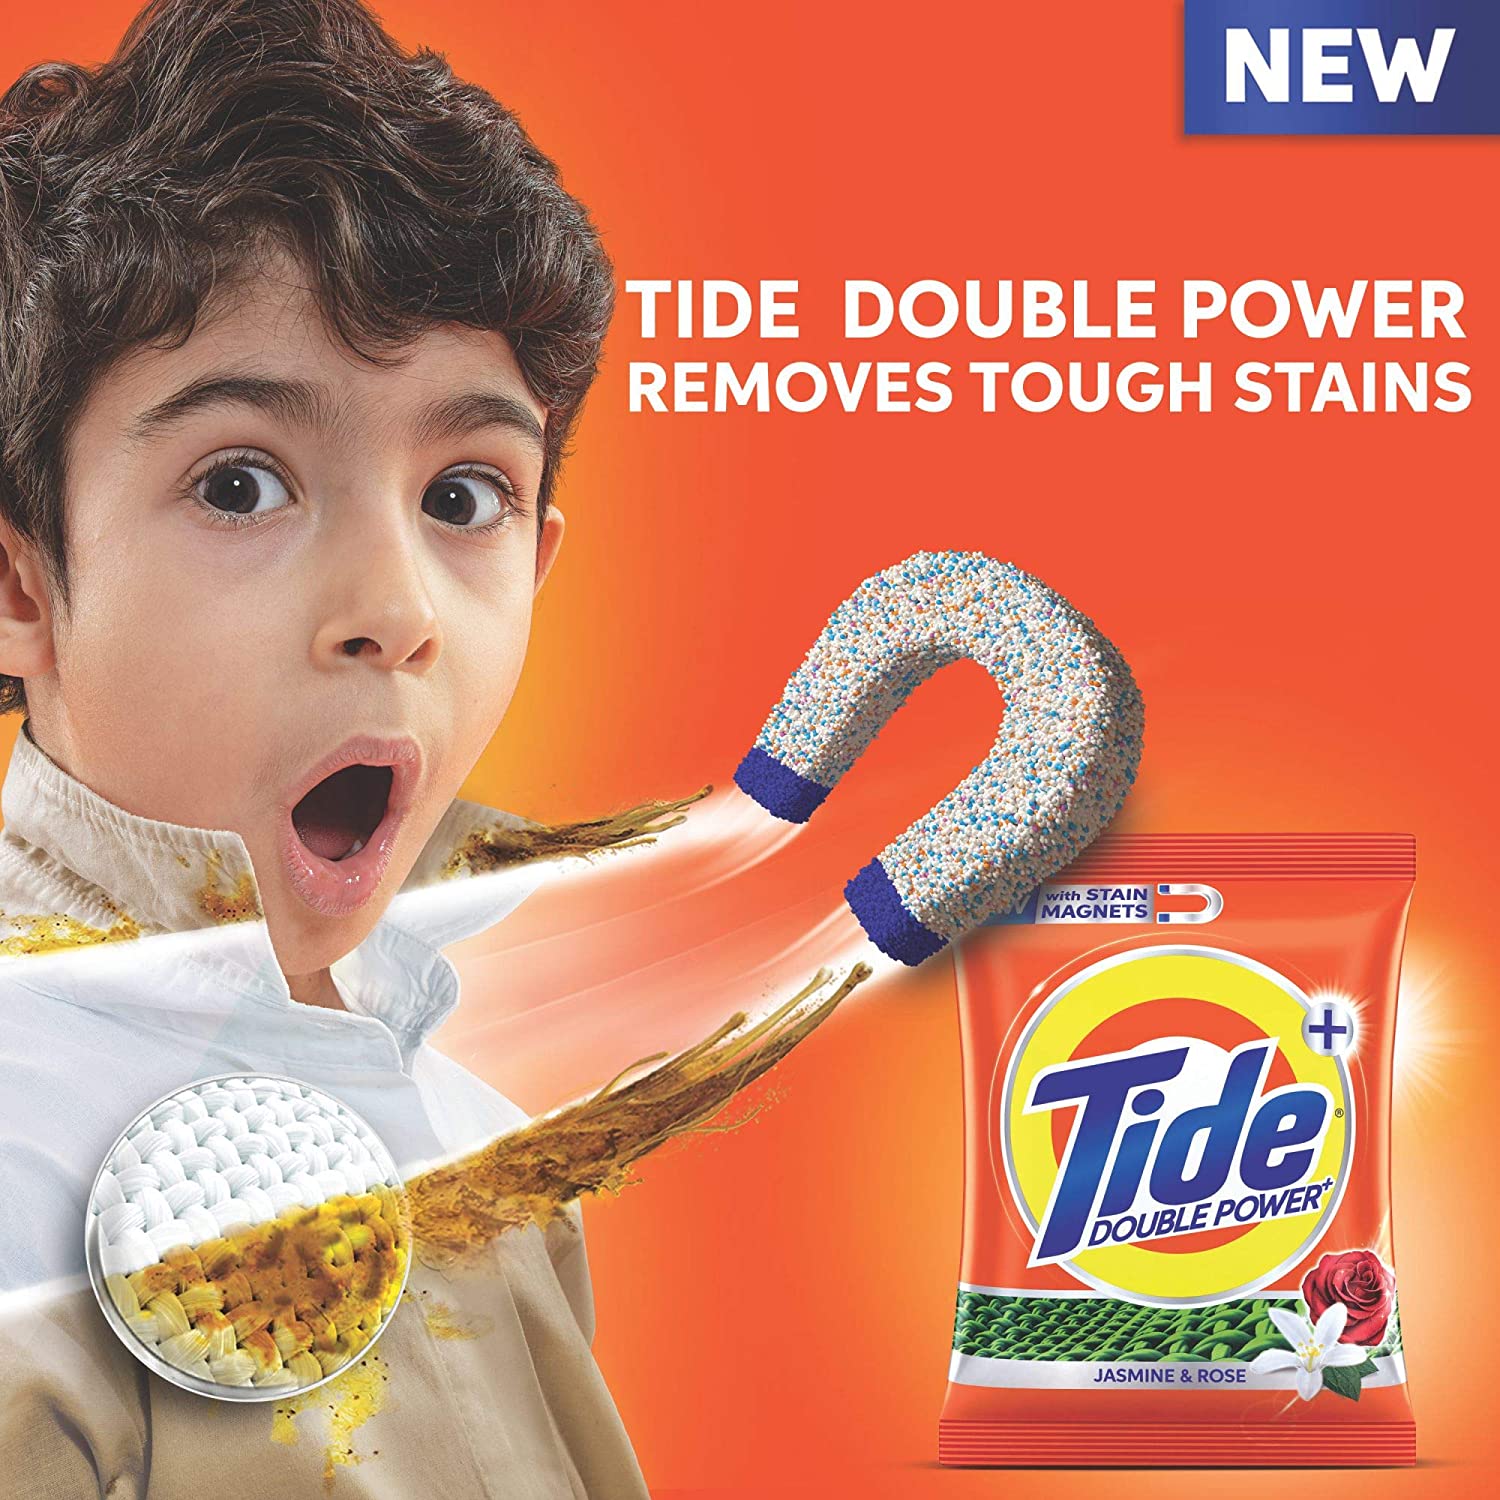 NEW
TIDE DOUBLE POWER
REMOVES TOUGH STAINS
with STAIN
MAGNETS
+
Tide®
DOUBLE POWER+
JASMINE & ROSE